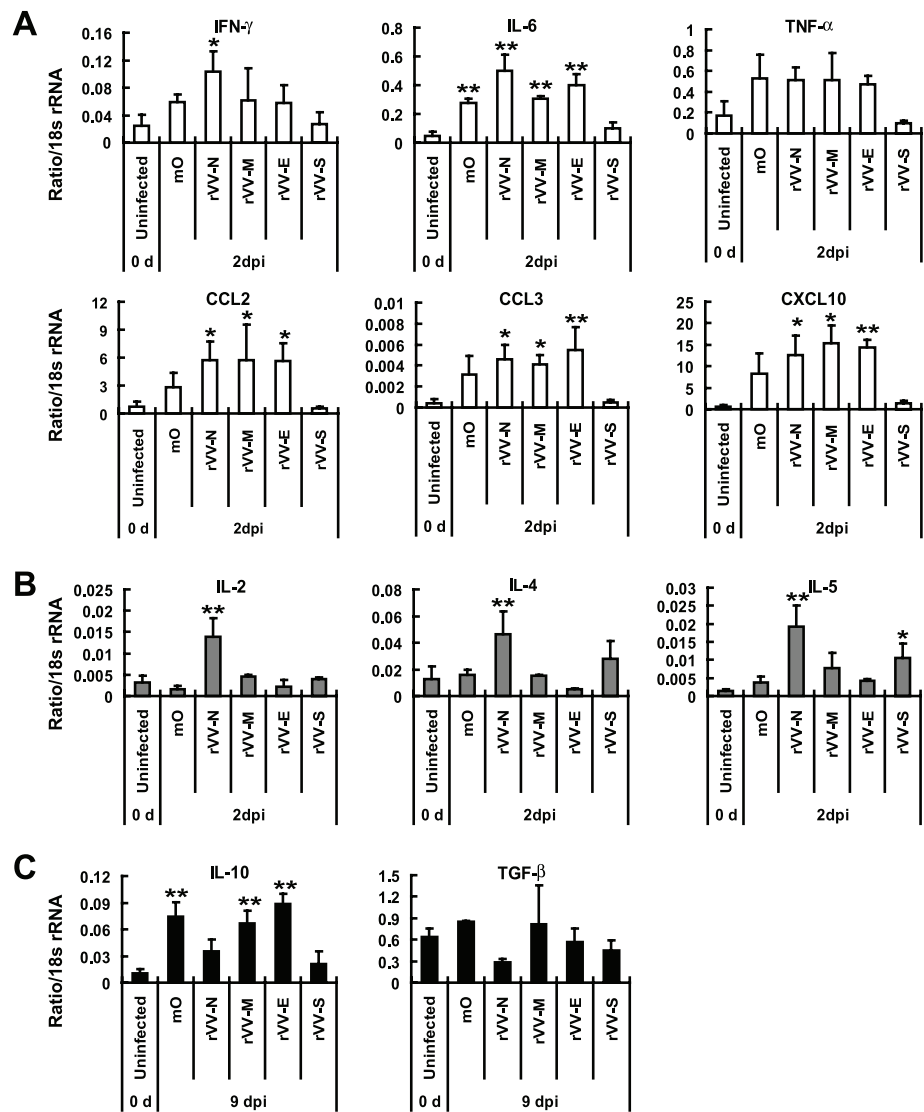 A
IFN-γ
IL-6
TNF-α
Ratio/18s rRNA
0.16
0.12
0.08
0.04
0
*
0.8
0.6
0.4
0.2
0
** ** ** **
1
0.8
0.6
0.4
0.2
0
Uninfected mO rVV-N rVV-M rVV-E rVV-S
0 d 2dpi
Uninfected mO rVV-N rVV-M rVV-E rVV-S
0 d 2dpi
Uninfected mO rVV-N rVV-M rVV-E rVV-S
0 d 2dpi
CCL2
CCL3
CXCL10
Ratio/18s rRNA
12
9
6
3
0
* * *
0.01
0.008
0.006
0.004
0.002
0
* * **
25
20
15
10
5
0
* * **
Uninfected mO rVV-N rVV-M rVV-E rVV-S
0 d 2dpi
Uninfected mO rVV-N rVV-M rVV-E rVV-S
0 d 2dpi
Uninfected mO rVV-N rVV-M rVV-E rVV-S
0 d 2dpi
B
IL-2
IL-4
IL-5
Ratio/18s rRNA
0.025
0.02
0.015
0.01
0.005
0
**
0.08
0.06
0.04
0.02
0
**
0.03
0.025
0.02
0.015
0.01
0.005
0
** *
Uninfected mO rVV-N rVV-M rVV-E rVV-S
0 d 2dpi
Uninfected mO rVV-N rVV-M rVV-E rVV-S
0 d 2dpi
Uninfected mO rVV-N rVV-M rVV-E rVV-S
0 d 2dpi
C
IL-10
TGF-β
Ratio/18s rRNA
0.12
0.09
0.06
0.03
0
** ** **
1.5
1.2
0.9
0.6
0.3
0
Uninfected mO rVV-N rVV-M rVV-E rVV-S
0 d 9 dpi
Uninfected mO rVV-N rVV-M rVV-E rVV-S
0 d 9 dpi